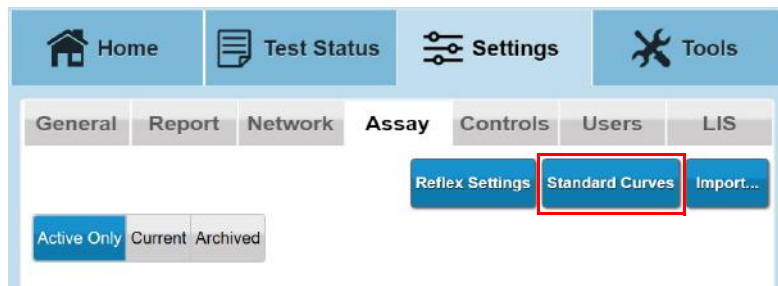 Home Test Status Settings Tools
General Report Network Assay Controls Users LIS
Reflex Settings Standard Curves Import...
Active Only Current Archived